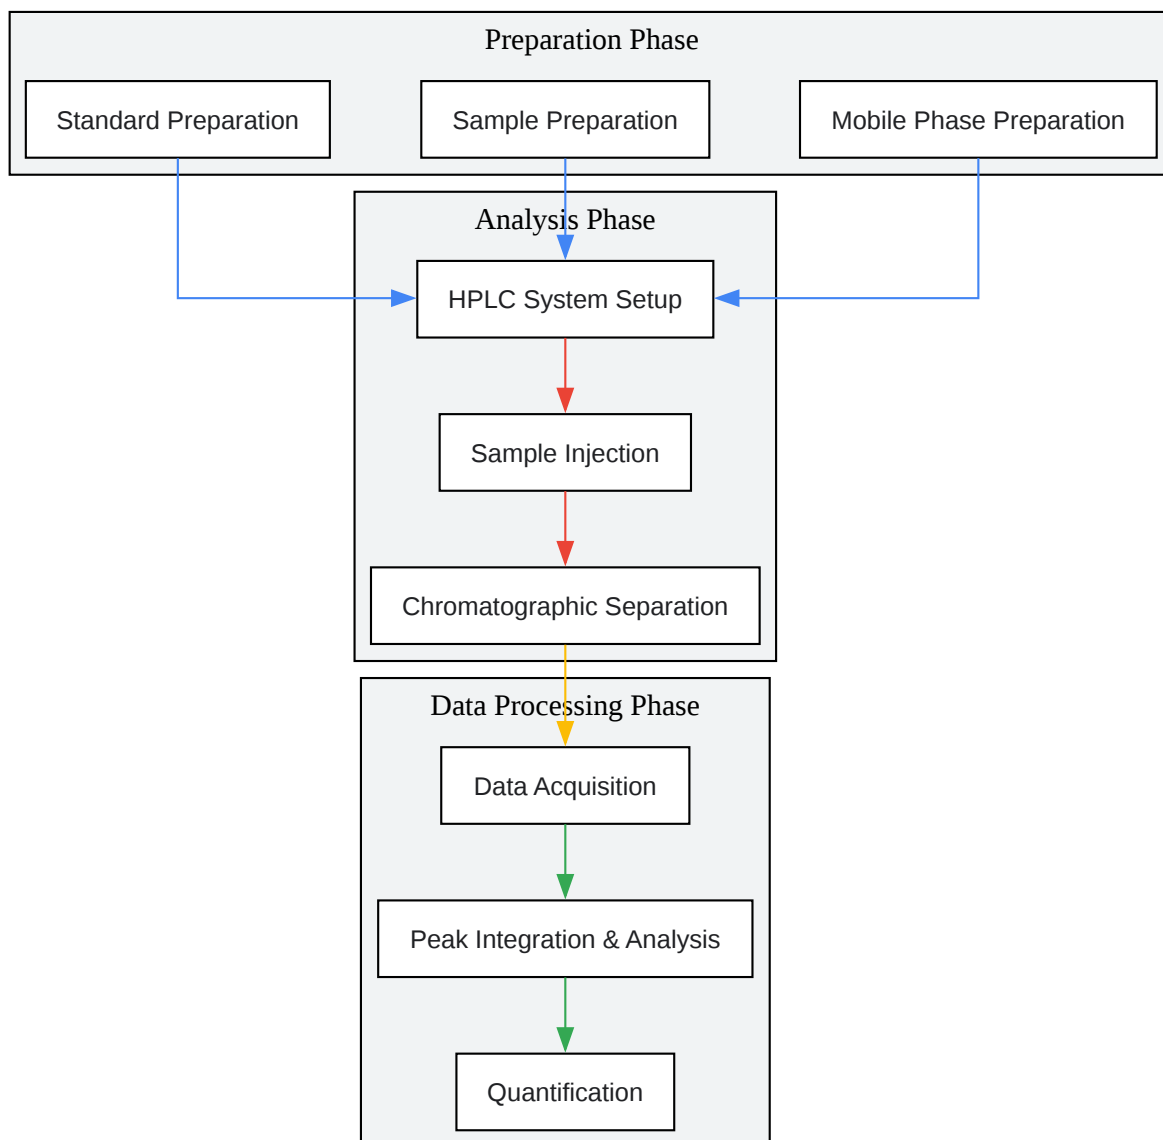 Preparation Phase
Standard Preparation
Sample Preparation
Mobile Phase Preparation
Analysis Phase
HPLC System Setup
Sample Injection
Chromatographic Separation
Data Processing Phase
Data Acquisition
Peak Integration & Analysis
Quantification